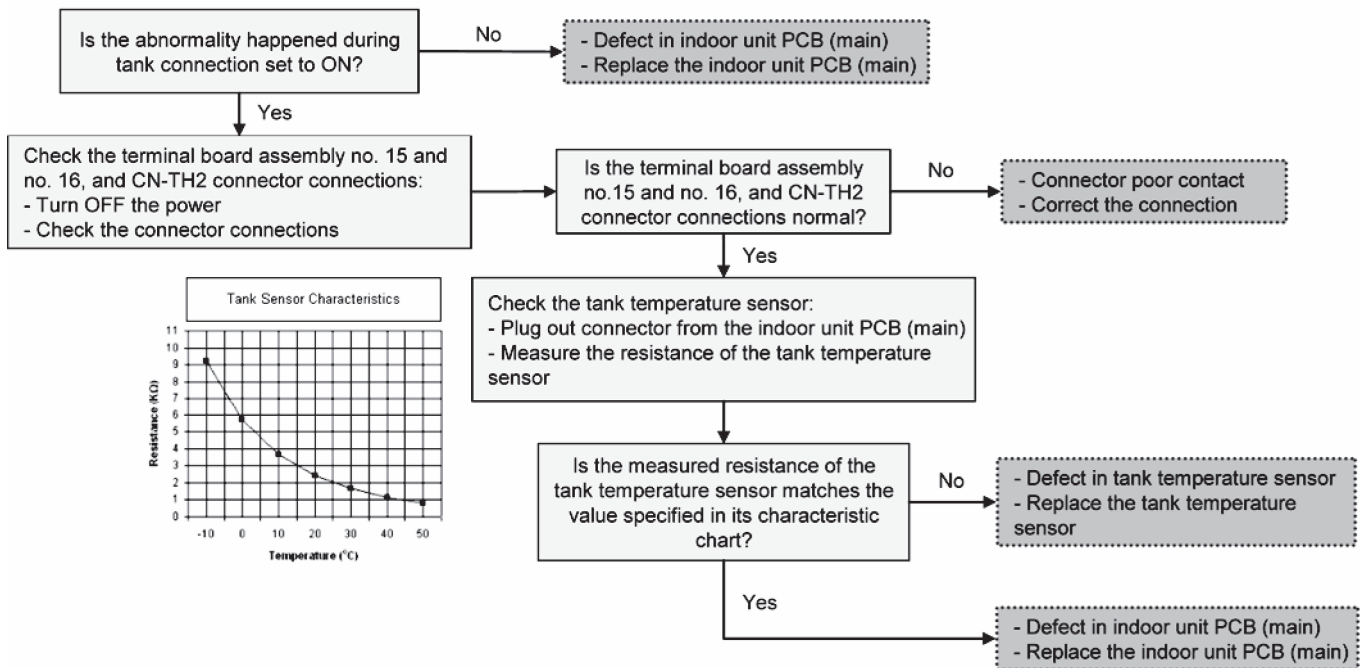 Is the abnormality happened during
tank connection set to ON?
No
- Defect in indoor unit PCB (main)
- Replace the indoor unit PCB (main)
Yes
Check the terminal board assembly no. 15 and
no. 16, and CN-TH2 connector connections:
- Turn OFF the power
- Check the connector connections
Is the terminal board assembly
no.15 and no. 16, and CN-TH2
connector connections normal?
No
- Connector poor contact
- Correct the connection
Yes
Check the tank temperature sensor:
- Plug out connector from the indoor unit PCB (main)
- Measure the resistance of the tank temperature
sensor
Tank Sensor Characteristics
Resistance (KΩ)
11
10
9
8
7
6
5
4
3
2
1
0
-10 0 10 20 30 40 50
Temperature (°C)
Is the measured resistance of the
tank temperature sensor matches the
value specified in its characteristic
chart?
No
- Defect in tank temperature sensor
- Replace the tank temperature
sensor
Yes
- Defect in indoor unit PCB (main)
- Replace the indoor unit PCB (main)